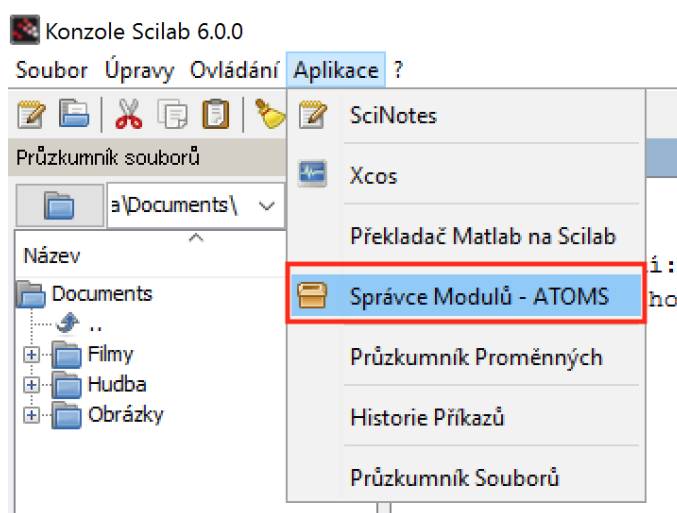 Konzole Scilab 6.0.0
Soubor Úpravy Ovládání Aplikace ?
Průzkumník souborů
a\Documents\
Název
Documents
..
Filmy
Hudba
Obrázky
SciNotes
Xcos
Překladač Matlab na Scilab
Správce Modulů - ATOMS
Průzkumník Proměnných
Historie Příkazů
Průzkumník Souborů
í:
ho